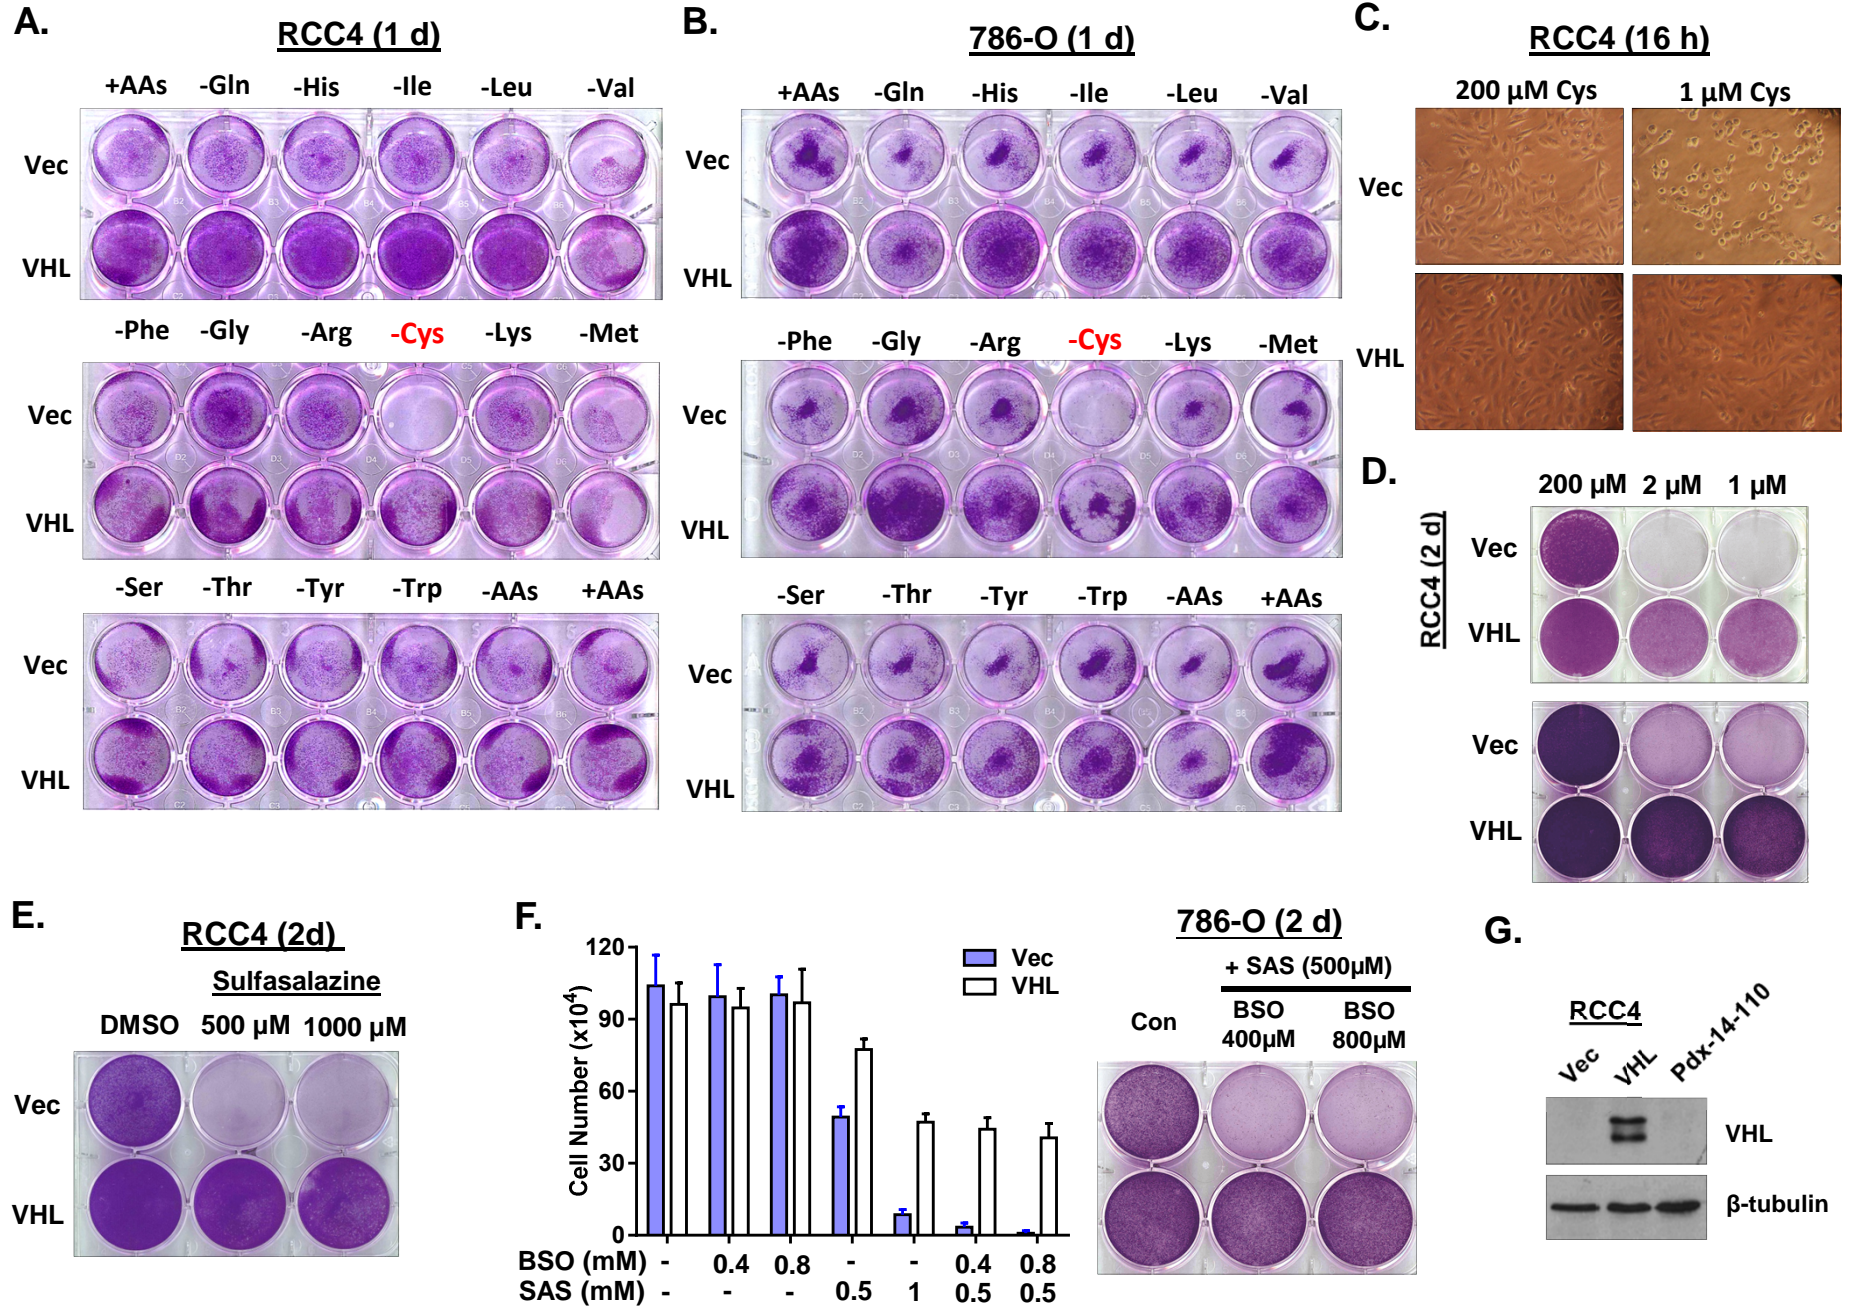 A.
RCC4 (1 d)
+AAs -Gln -His -Ile -Leu -Val
Vec
VHL
-Phe -Gly -Arg -Cys -Lys -Met
Vec
VHL
-Ser -Thr -Tyr -Trp -AAs +AAs
Vec
VHL
B.
786-O (1 d)
+AAs -Gln -His -Ile -Leu -Val
Vec
VHL
-Phe -Gly -Arg -Cys -Lys -Met
Vec
VHL
-Ser -Thr -Tyr -Trp -AAs +AAs
Vec
VHL
C.
RCC4 (16 h)
200 µM Cys 1 µM Cys
Vec
VHL
D.
200 µM 2 µM 1 µM
RCC4 (2 d)
Vec
VHL
Vec
VHL
E.
RCC4 (2d)
Sulfasalazine
DMSO 500 µM 1000 µM
Vec
VHL
F.
Cell Number (x10⁴)
120
90
60
30
0
Vec
VHL
BSO (mM) - 0.4 0.8 - - 0.4 0.8
SAS (mM) - - - 0.5 1 0.5 0.5
786-O (2 d)
+ SAS (500µM)
Con BSO 400µM BSO 800µM
G.
RCC4
Vec VHL Pdx-14-110
VHL
β-tubulin